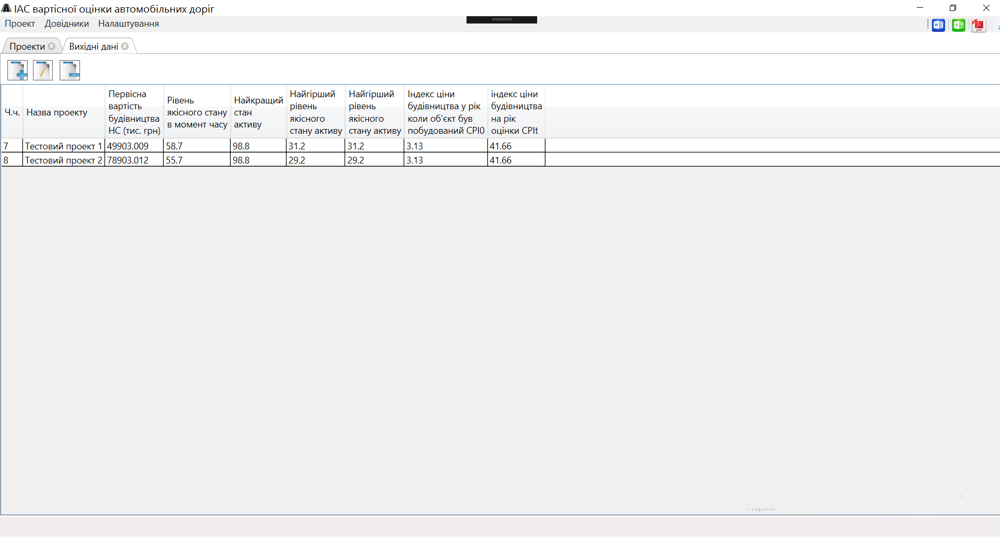 ІАС вартісної оцінки автомобільних доріг
Проект Довідники Налаштування
pdf
Проекти Вихідні дані
Ч.ч.
Назва проекту
Первісна
вартість
будівництва
НС (тис. грн)
Рівень
якісного стану
в момент часу
Найкращий
стан
активу
Найгірший
рівень
якісного
стану активу
Найгірший
рівень
якісного
стану активу
Індекс ціни
будівництва у рік
коли об’єкт був
побудований CPI0
індекс ціни
будівництва
на рік
оцінки CPIt
7 Тестовий проект 1 49903.009 58.7 98.8 31.2 31.2 3.13 41.66
8 Тестовий проект 2 78903.012 55.7 98.8 29.2 29.2 3.13 41.66